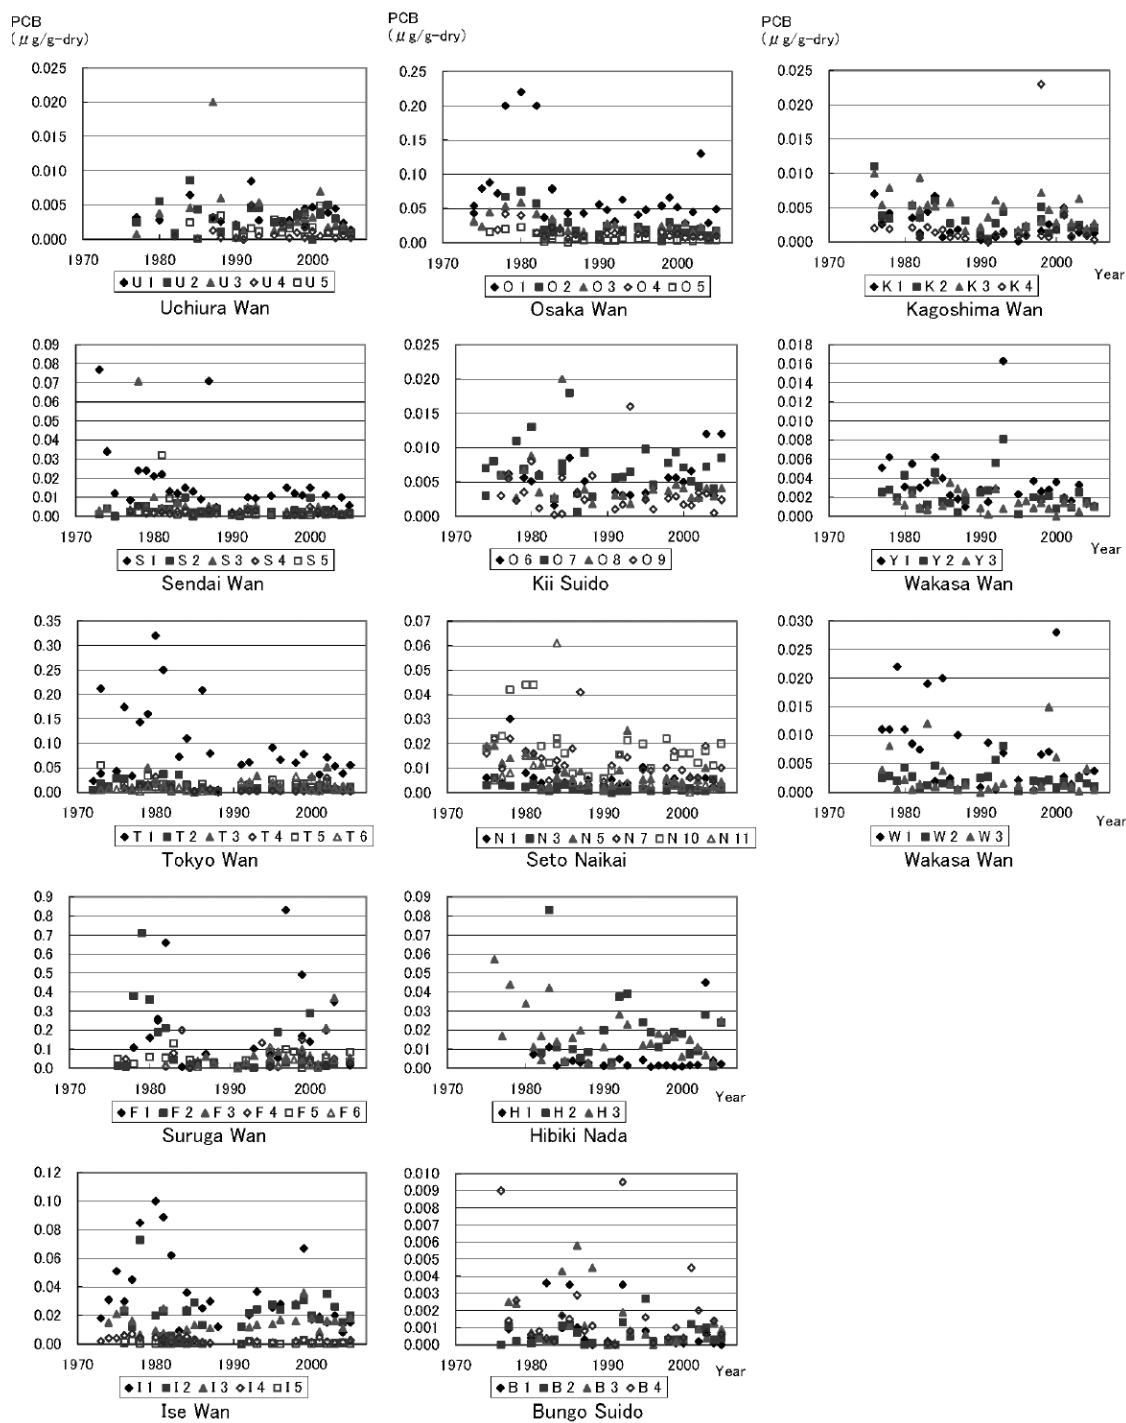 PCB
(μg/g-dry)
0.025
0.020
0.015
0.010
0.005
0.000
1970 1980 1990 2000
U1 U2 U3 U4 U5
Uchiura Wan
PCB
(μg/g-dry)
0.25
0.20
0.15
0.10
0.05
0.00
1970 1980 1990 2000
O1 O2 O3 O4 O5
Osaka Wan
PCB
(μg/g-dry)
0.025
0.020
0.015
0.010
0.005
0.000
1970 1980 1990 2000 Year
K1 K2 K3 K4
Kagoshima Wan
0.09
0.08
0.07
0.06
0.05
0.04
0.03
0.02
0.01
0.00
1970 1980 1990 2000
S1 S2 S3 S4 S5
Sendai Wan
0.025
0.020
0.015
0.010
0.005
0.000
1970 1980 1990 2000
O6 O7 O8 O9
Kii Suido
0.018
0.016
0.014
0.012
0.010
0.008
0.006
0.004
0.002
0.000
1970 1980 1990 2000 Year
Y1 Y2 Y3
Wakasa Wan
0.35
0.30
0.25
0.20
0.15
0.10
0.05
0.00
1970 1980 1990 2000
T1 T2 T3 T4 T5 T6
Tokyo Wan
0.07
0.06
0.05
0.04
0.03
0.02
0.01
0.00
1970 1980 1990 2000
N1 N3 N5 N7 N10 N11
Seto Naikai
0.030
0.025
0.020
0.015
0.010
0.005
0.000
1970 1980 1990 2000 Year
W1 W2 W3
Wakasa Wan
0.9
0.8
0.7
0.6
0.5
0.4
0.3
0.2
0.1
0.0
1970 1980 1990 2000
F1 F2 F3 F4 F5 F6
Suruga Wan
0.09
0.08
0.07
0.06
0.05
0.04
0.03
0.02
0.01
0.00
1970 1980 1990 2000 Year
H1 H2 H3
Hibiki Nada
0.12
0.10
0.08
0.06
0.04
0.02
0.00
1970 1980 1990 2000
I1 I2 I3 I4 I5
Ise Wan
0.010
0.009
0.008
0.007
0.006
0.005
0.004
0.003
0.002
0.001
0.000
1970 1980 1990 2000 Year
B1 B2 B3 B4
Bungo Suido